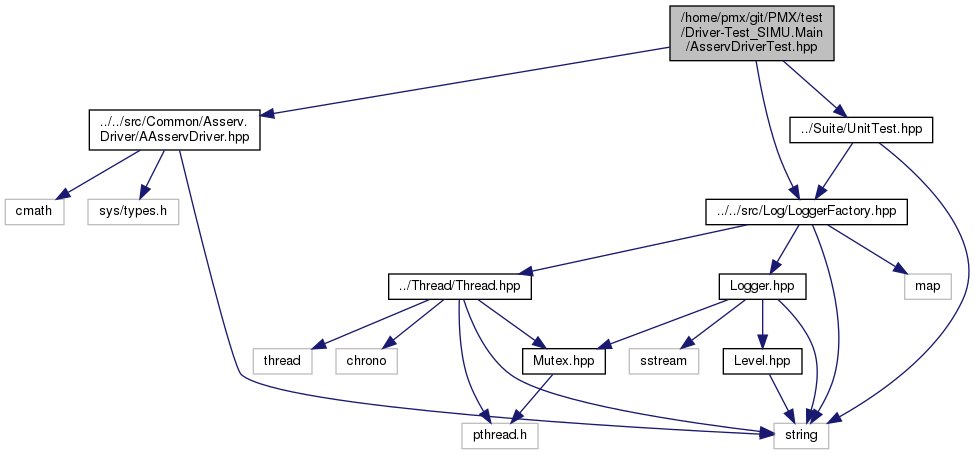 /home/pmx/git/PMX/test
/Driver-Test_SIMU.Main
/AsservDriverTest.hpp
../../src/Common/Asserv.
Driver/AAsservDriver.hpp
../Suite/UnitTest.hpp
cmath
sys/types.h
../../src/Log/LoggerFactory.hpp
../Thread/Thread.hpp
Logger.hpp
map
thread
chrono
Mutex.hpp
sstream
Level.hpp
pthread.h
string